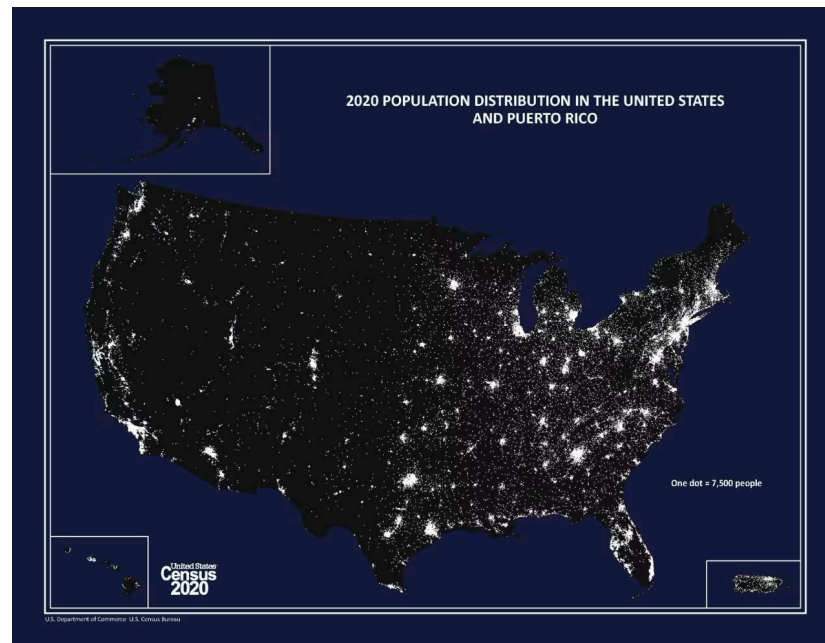 2020 POPULATION DISTRIBUTION IN THE UNITED STATES
AND PUERTO RICO
One dot = 7,500 people
United States®
Census
2020
U.S. Department of Commerce U.S. Census Bureau